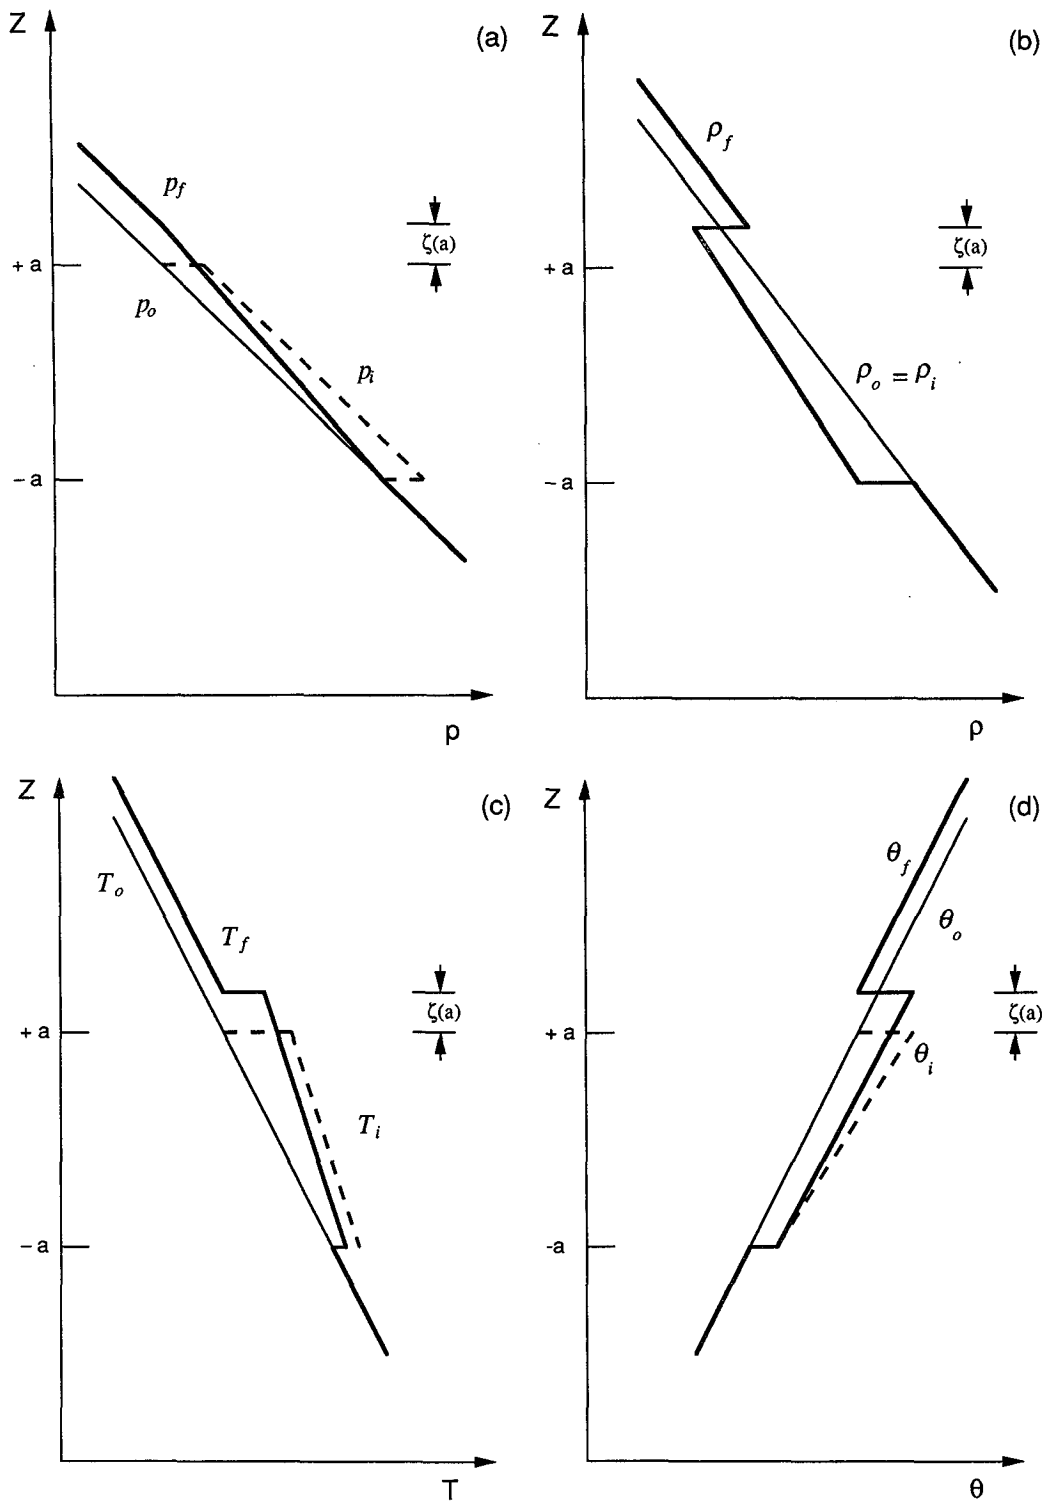 Z
(a)
p_f
ζ(a)
+ a
p_o
p_i
– a
p
Z
(b)
ρ_f
ζ(a)
+ a
ρ_o = ρ_i
– a
ρ
Z
(c)
T_o
T_f
ζ(a)
+ a
T_i
– a
T
Z
(d)
θ_f
θ_o
ζ(a)
+ a
θ_i
-a
θ